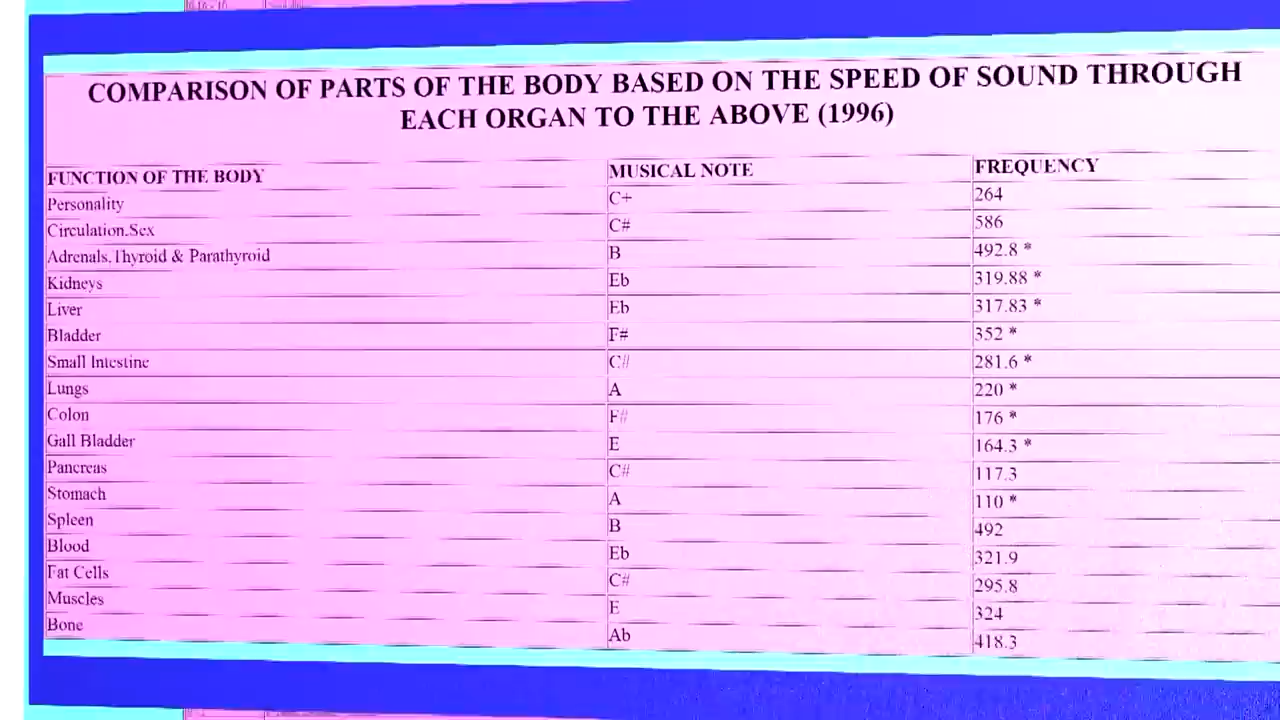 COMPARISON OF PARTS OF THE BODY BASED ON THE SPEED OF SOUND THROUGH
EACH ORGAN TO THE ABOVE (1996)
FUNCTION OF THE BODY MUSICAL NOTE FREQUENCY
Personality C+ 264
Circulation.Sex C# 586
Adrenals.Thyroid & Parathyroid B 492.8 *
Kidneys Eb 319.88 *
Liver Eb 317.83 *
Bladder F# 352 *
Small Intestine C# 281.6 *
Lungs A 220 *
Colon F# 176 *
Gall Bladder E 164.3 *
Pancreas C# 117.3
Stomach A 110 *
Spleen B 492
Blood Eb 321.9
Fat Cells C# 295.8
Muscles E 324
Bone Ab 418.3